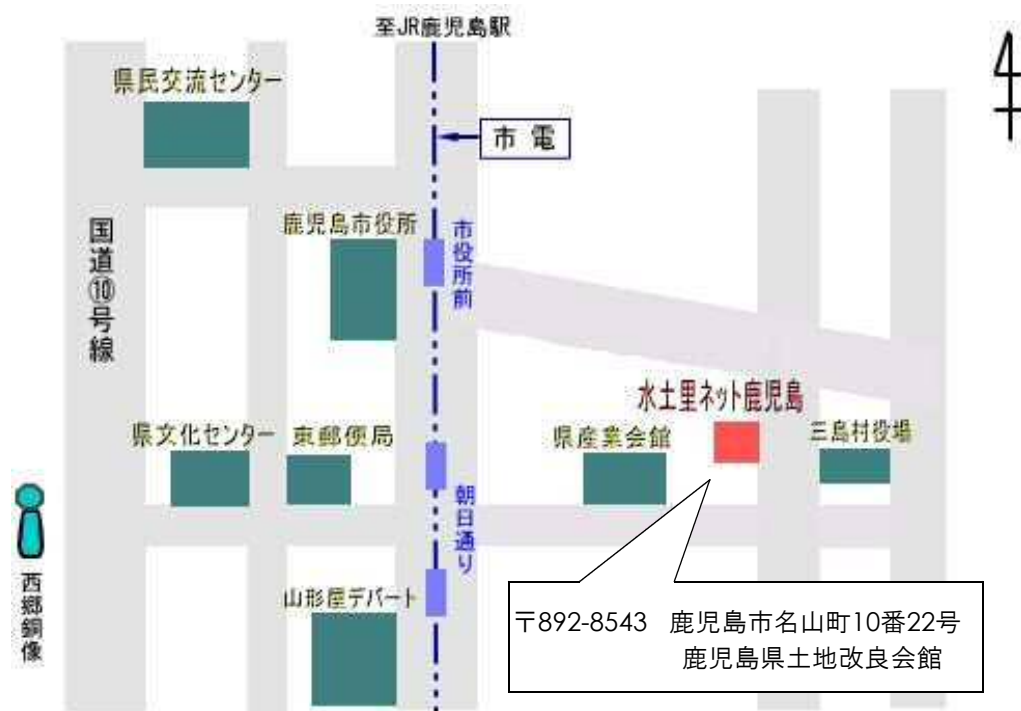 至JR鹿児島駅
県民交流センター
市電
鹿児島市役所
国道⑩号線
市役所前
水土里ネット鹿児島
県文化センター
東郵便局
県産業会館
三島村役場
朝日通り
西郷銅像
山形屋デパート
〒892-8543 鹿児島市名山町10番22号
鹿児島県土地改良会館